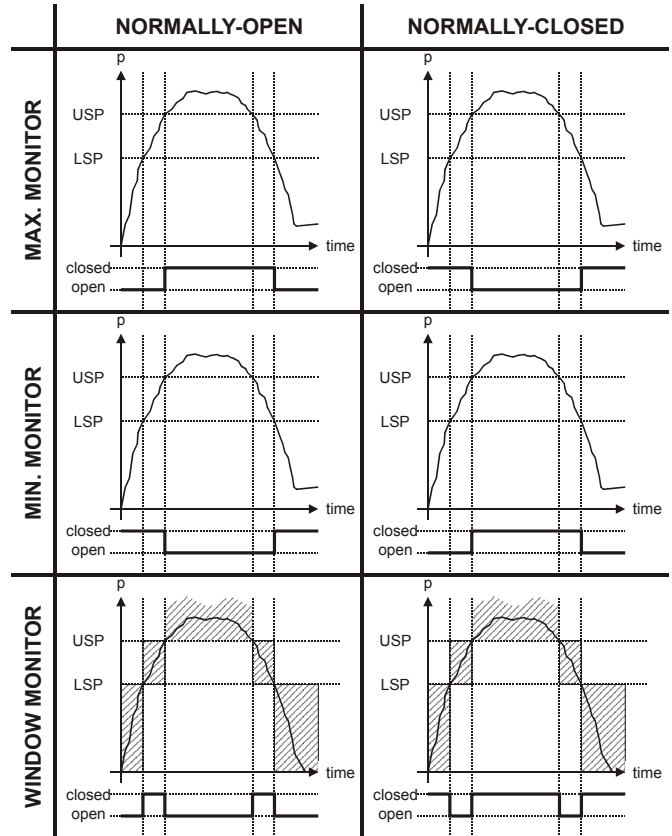 NORMALLY-OPEN
NORMALLY-CLOSED
MAX. MONITOR
p
USP
LSP
time
closed
open
p
USP
LSP
time
closed
open
MIN. MONITOR
p
USP
LSP
time
closed
open
p
USP
LSP
time
closed
open
WINDOW MONITOR
p
USP
LSP
time
closed
open
p
USP
LSP
time
closed
open